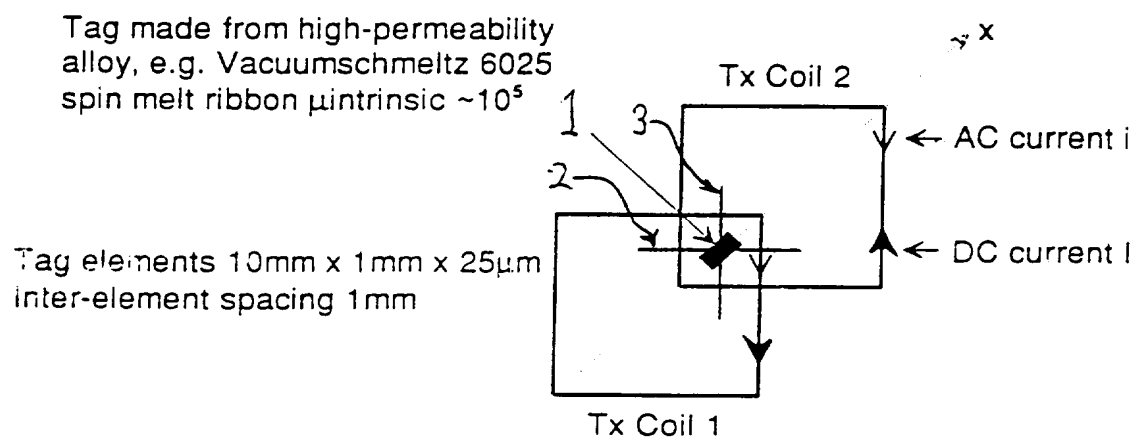 Tag made from high-permeability
alloy, e.g. Vacuumschmeltz 6025
spin melt ribbon μintrinsic ~10⁵
x
Tx Coil 2
1
3
AC current i
2
Tag elements 10mm x 1mm x 25μm
inter-element spacing 1mm
DC current I
Tx Coil 1